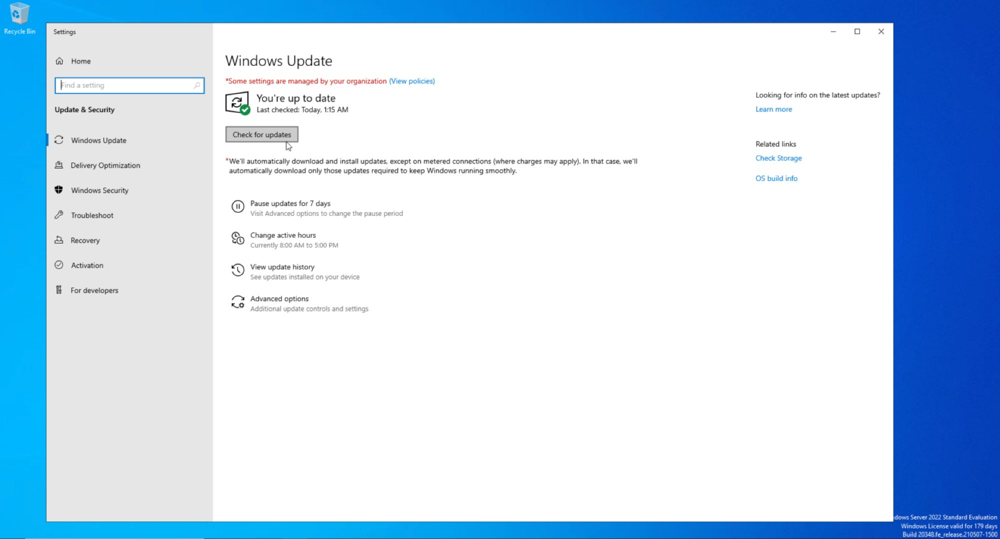 Recycle Bin
Settings
Home
Find a setting
Update & Security
Windows Update
Delivery Optimization
Windows Security
Troubleshoot
Recovery
Activation
For developers
Windows Update
*Some settings are managed by your organization (View policies)
You're up to date
Last checked: Today, 1:15 AM
Check for updates
*We'll automatically download and install updates, except on metered connections (where charges may apply). In that case, we'll
automatically download only those updates required to keep Windows running smoothly.
Pause updates for 7 days
Visit Advanced options to change the pause period
Change active hours
Currently 8:00 AM to 5:00 PM
View update history
See updates installed on your device
Advanced options
Additional update controls and settings
Looking for info on the latest updates?
Learn more
Related links
Check Storage
OS build info
dows Server 2022 Standard Evaluation
Windows License valid for 179 days
Build 20348.fe_release.210507-1500